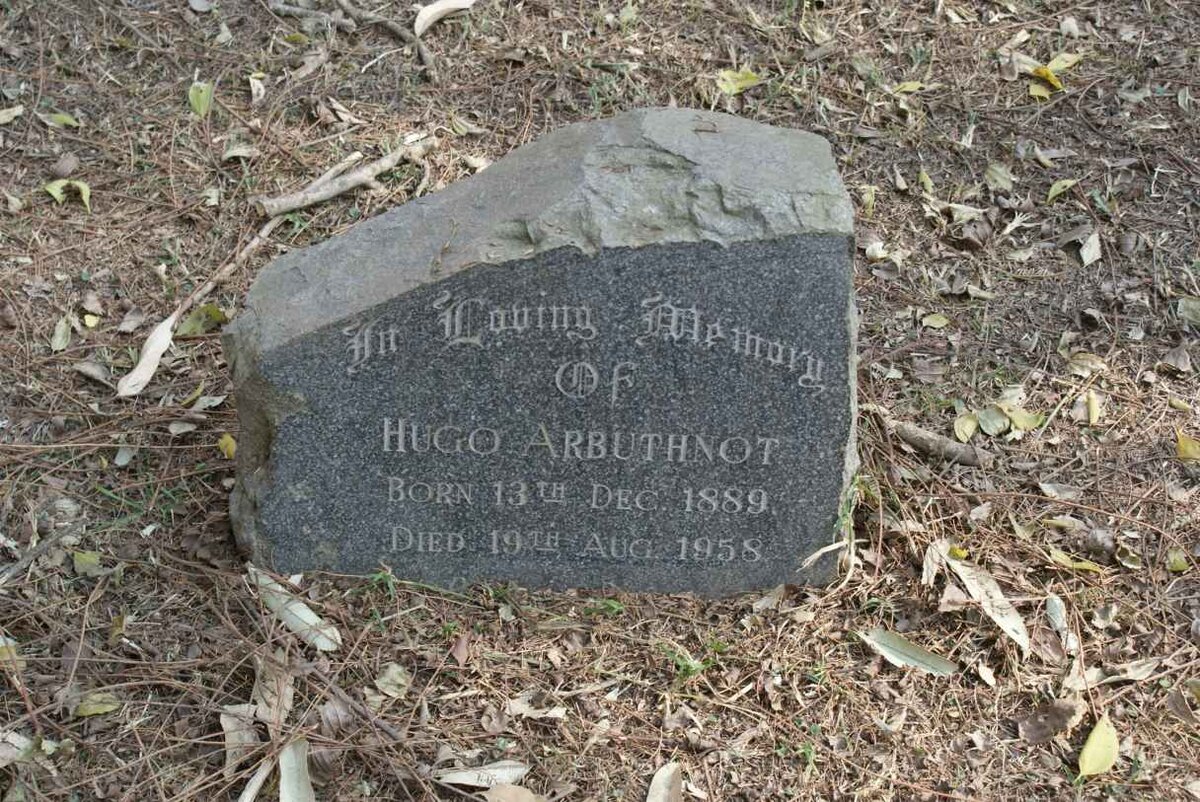 In Loving Memory
Of
HUGO ARBUTHNOT
BORN 13TH DEC. 1889.
DIED 19TH AUG. 1958